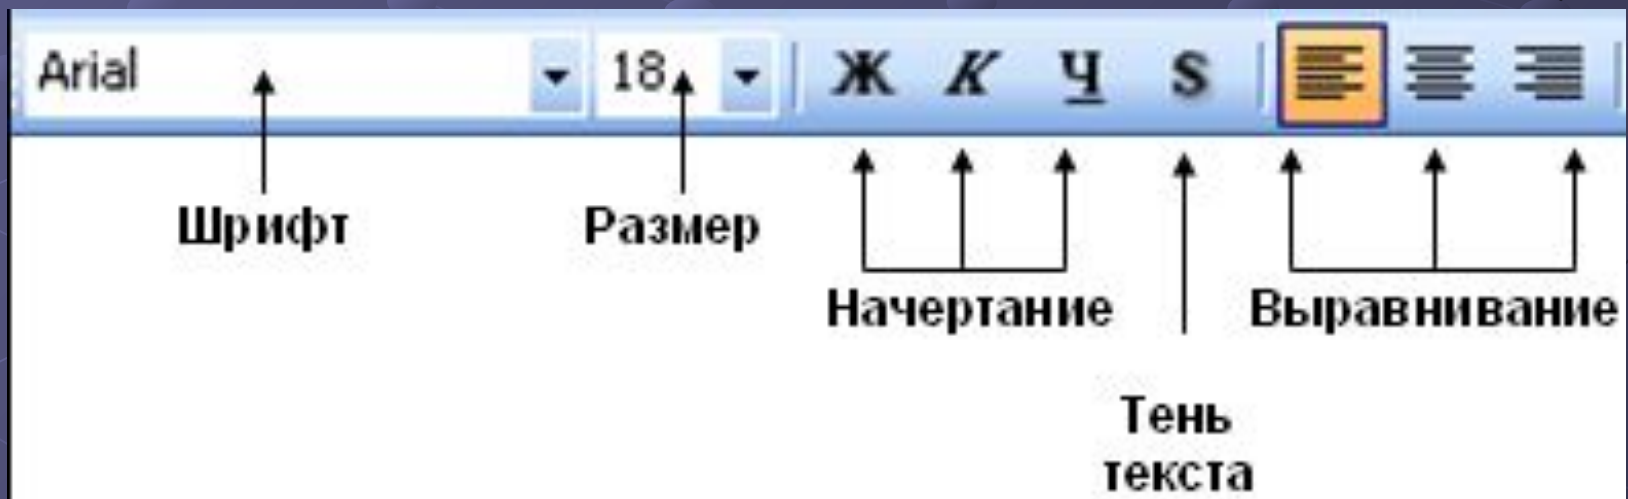 Arial 18 Ж К Ч S
Шрифт Размер
Начертание Выравнивание
Тень
текста